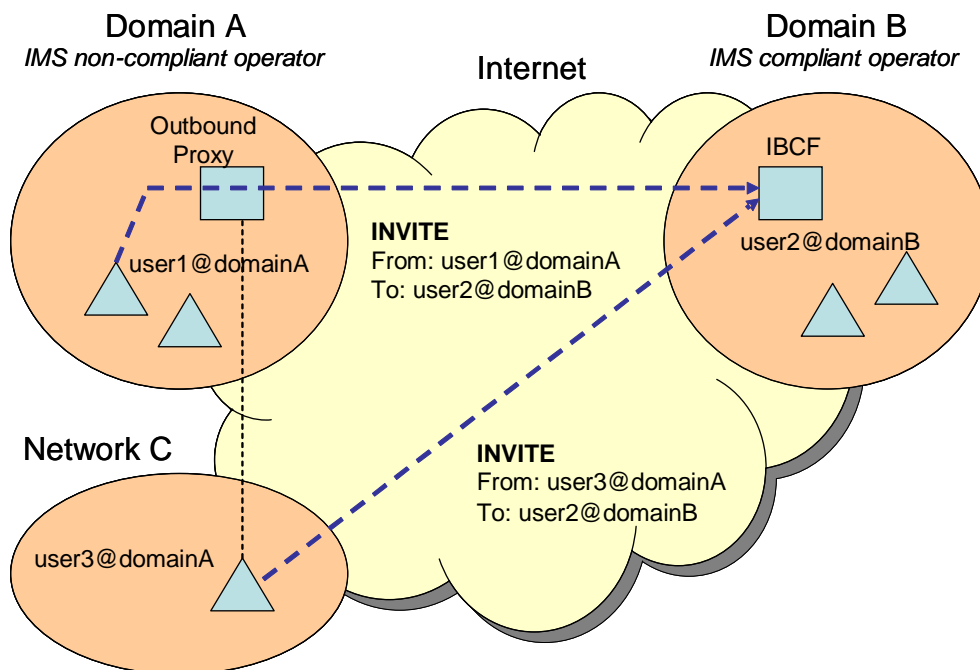 Domain A
IMS non-compliant operator
Domain B
IMS compliant operator
Internet
Outbound
Proxy
IBCF
user1@domainA
INVITE
From: user1@domainA
To: user2@domainB
user2@domainB
Network C
INVITE
From: user3@domainA
To: user2@domainB
user3@domainA